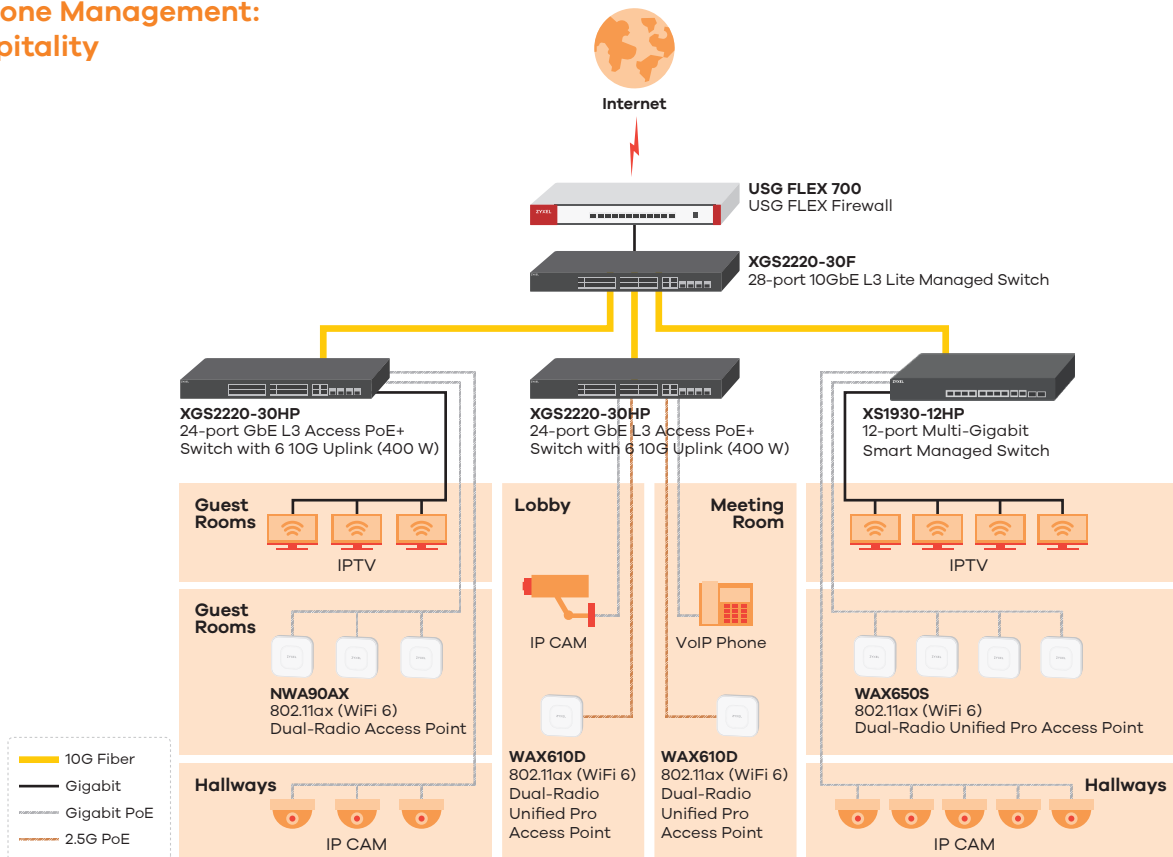 one Management:
pitality
Internet
ZYXEL
USG FLEX 700
USG FLEX Firewall
XGS2220-30F
28-port 10GbE L3 Lite Managed Switch
XGS2220-30HP
24-port GbE L3 Access PoE+
Switch with 6 10G Uplink (400 W)
XGS2220-30HP
24-port GbE L3 Access PoE+
Switch with 6 10G Uplink (400 W)
ZYXEL
XS1930-12HP
12-port Multi-Gigabit
Smart Managed Switch
Guest
Rooms
IPTV
Lobby
Meeting
Room
IPTV
Guest
Rooms
IP CAM
VoIP Phone
NWA90AX
802.11ax (WiFi 6)
Dual-Radio Access Point
WAX650S
802.11ax (WiFi 6)
Dual-Radio Unified Pro Access Point
WAX610D
802.11ax (WiFi 6)
Dual-Radio
Unified Pro
Access Point
WAX610D
802.11ax (WiFi 6)
Dual-Radio
Unified Pro
Access Point
Hallways
IP CAM
Hallways
IP CAM
10G Fiber
Gigabit
Gigabit PoE
2.5G PoE